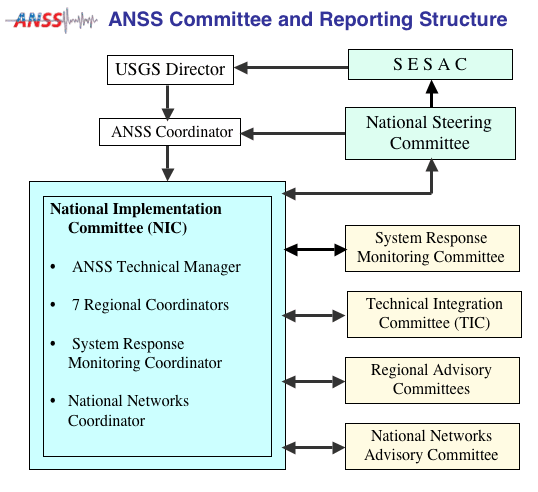 ANSS
ANSS Committee and Reporting Structure
USGS Director
S E S A C
ANSS Coordinator
National Steering
Committee
National Implementation
Committee (NIC)
• ANSS Technical Manager
• 7 Regional Coordinators
• System Response
Monitoring Coordinator
• National Networks
Coordinator
System Response
Monitoring Committee
Technical Integration
Committee (TIC)
Regional Advisory
Committees
National Networks
Advisory Committee